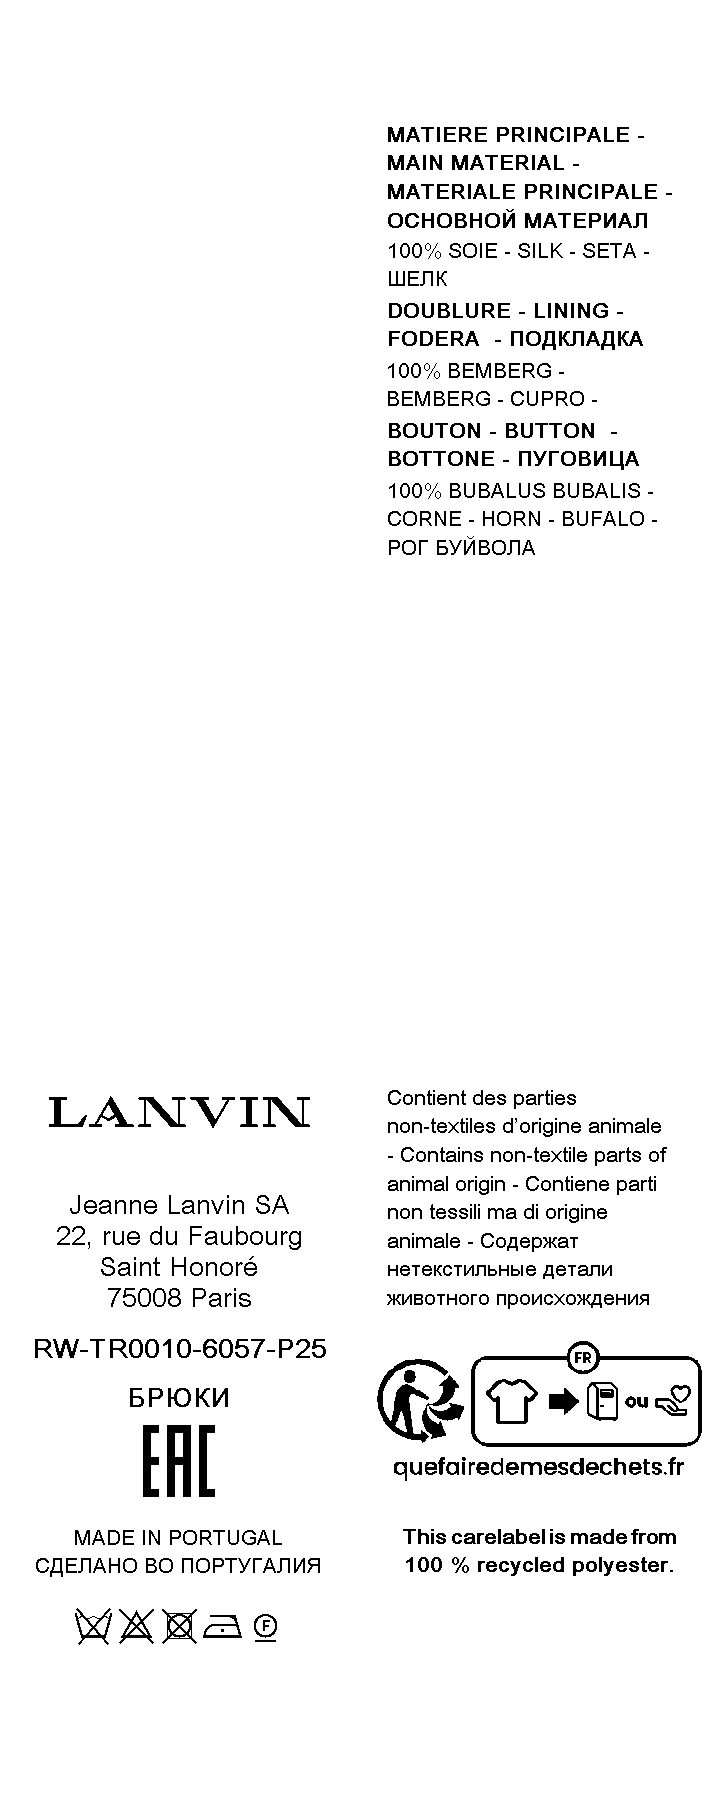 MATIERE PRINCIPALE -
MAIN MATERIAL -
MATERIALE PRINCIPALE -
ОСНОВНОЙ МАТЕРИАЛ
100% SOIE - SILK - SETA -
ШЕЛК
DOUBLURE - LINING -
FODERA - ПОДКЛАДКА
100% BEMBERG -
BEMBERG - CUPRO -
BOUTON - BUTTON -
BOTTONE - ПУГОВИЦА
100% BUBALUS BUBALIS -
CORNE - HORN - BUFALO -
РОГ БУЙВОЛА
LANVIN
Jeanne Lanvin SA
22, rue du Faubourg
Saint Honoré
75008 Paris
RW-TR0010-6057-P25
БРЮКИ
EAC
MADE IN PORTUGAL
СДЕЛАНО ВО ПОРТУГАЛИЯ
F
Contient des parties
non-textiles d’origine animale
- Contains non-textile parts of
animal origin - Contiene parti
non tessili ma di origine
animale - Содержат
нетекстильные детали
животного происхождения
FR
ou
quefairedemesdechets.fr
This carelabel is made from
100 % recycled polyester.